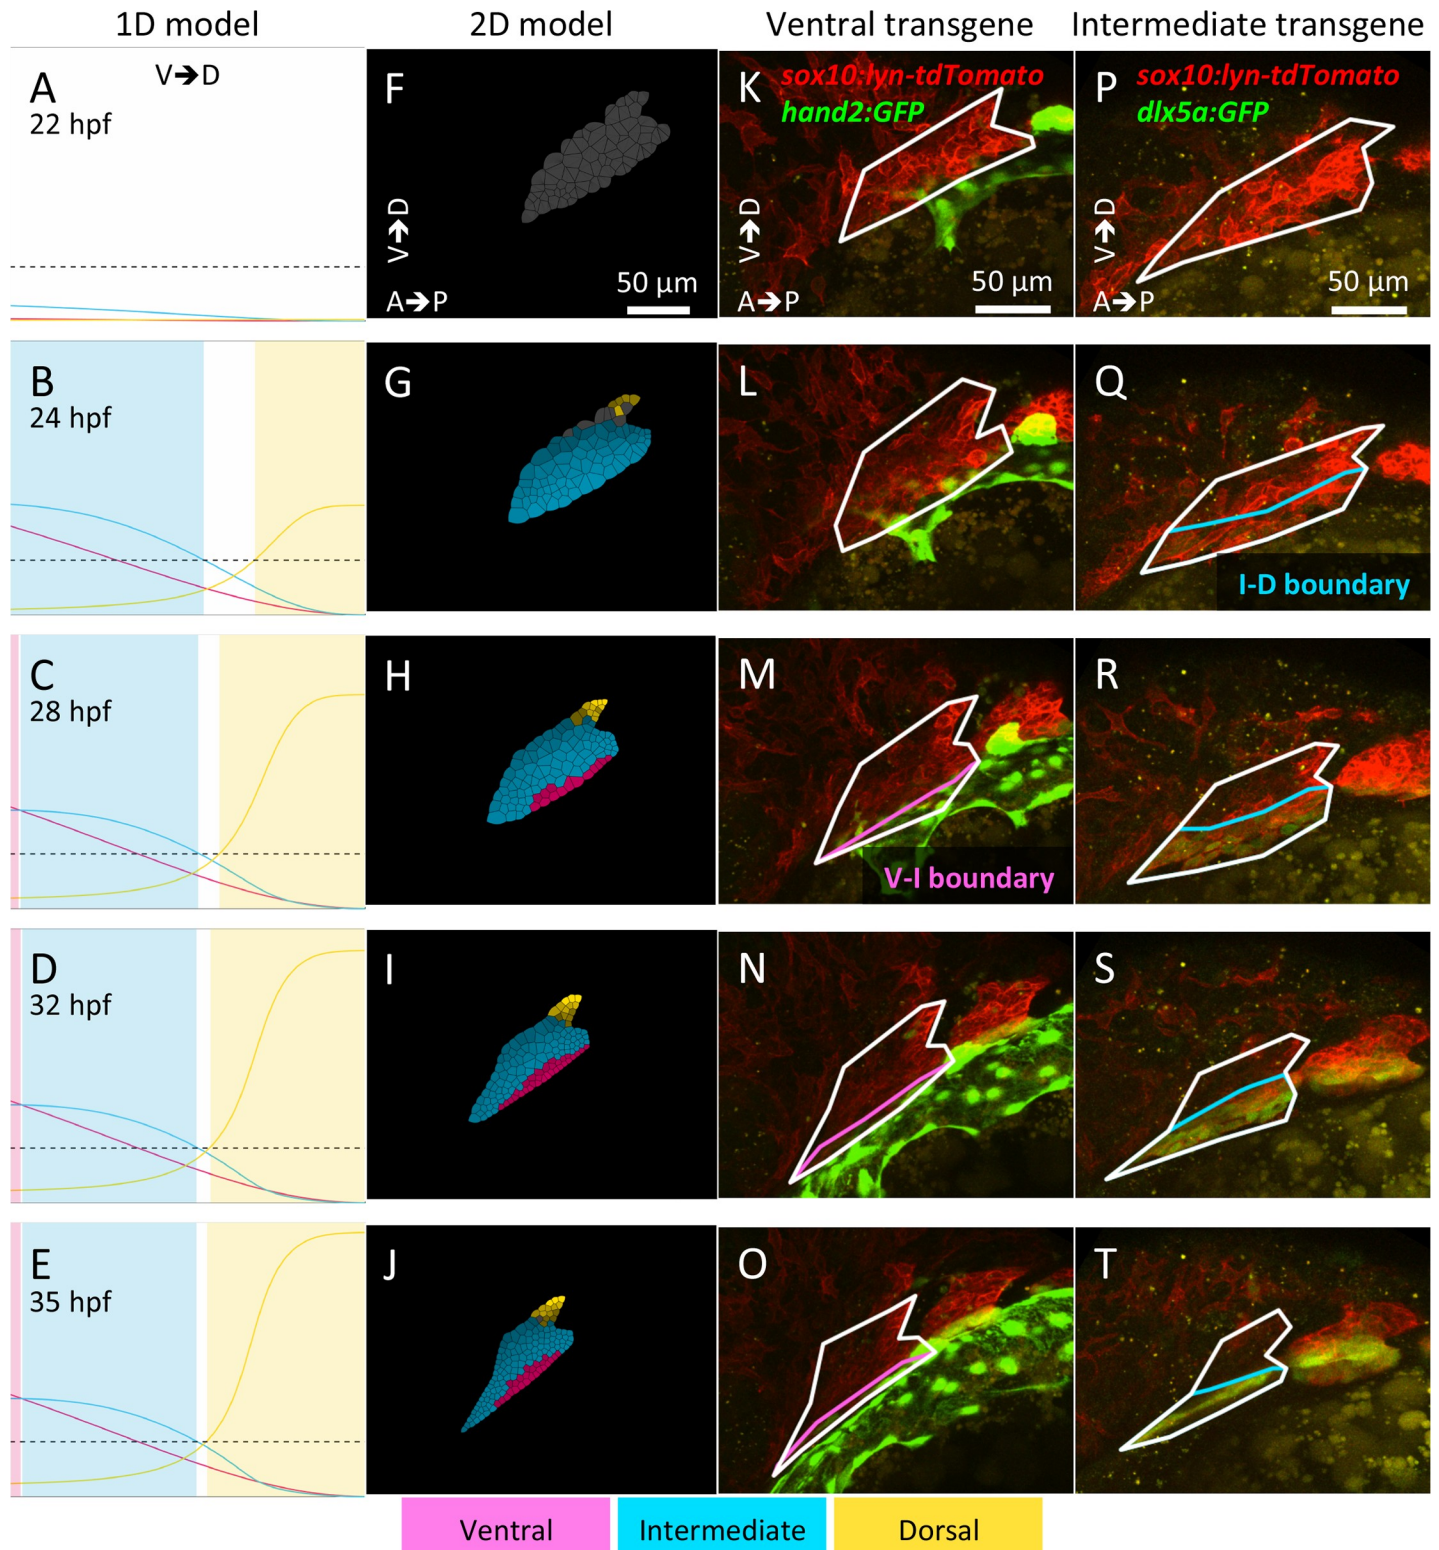 1D model
2D model
Ventral transgene
Intermediate transgene
A
22 hpf
V➔D
F
V➔D
A➔P
50 µm
K
sox10:lyn-tdTomato
hand2:GFP
V➔D
A➔P
50 µm
P
sox10:lyn-tdTomato
dlx5a:GFP
V➔D
A➔P
50 µm
B
24 hpf
G
L
Q
I-D boundary
C
28 hpf
H
M
V-I boundary
R
D
32 hpf
I
N
S
E
35 hpf
J
O
T
Ventral
Intermediate
Dorsal